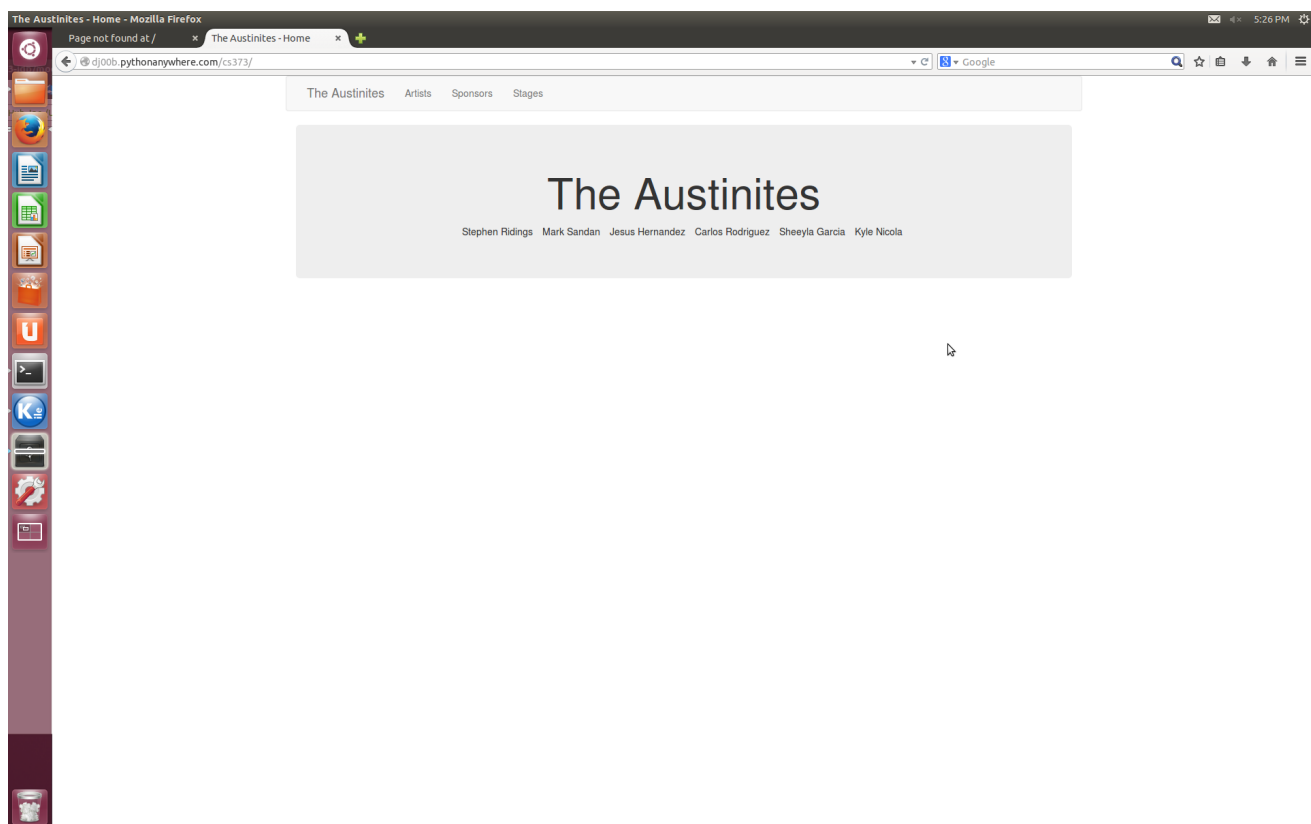 The Austinites - Home - Mozilla Firefox 5:26 PM
Page not found at / The Austinites - Home
dj00b.pythonanywhere.com/cs373/ Google
The Austinites Artists Sponsors Stages
The Austinites
Stephen Ridings Mark Sandan Jesus Hernandez Carlos Rodriguez Sheeyla Garcia Kyle Nicola